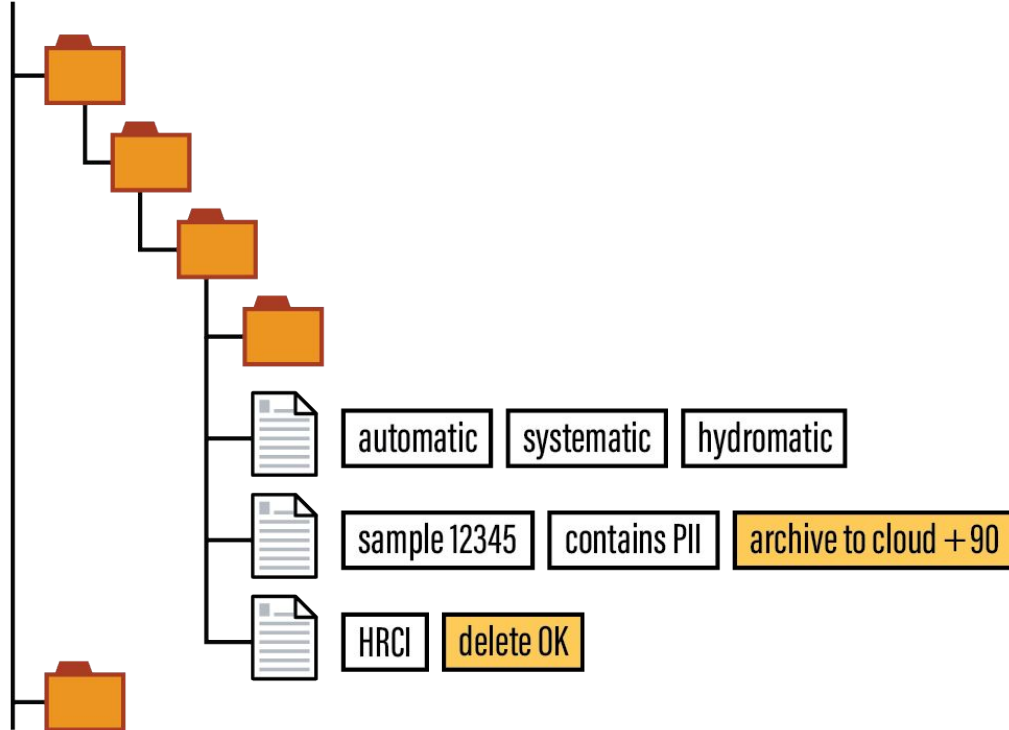 automatic systematic hydromatic
sample 12345 contains PII archive to cloud +90
HRCI delete OK